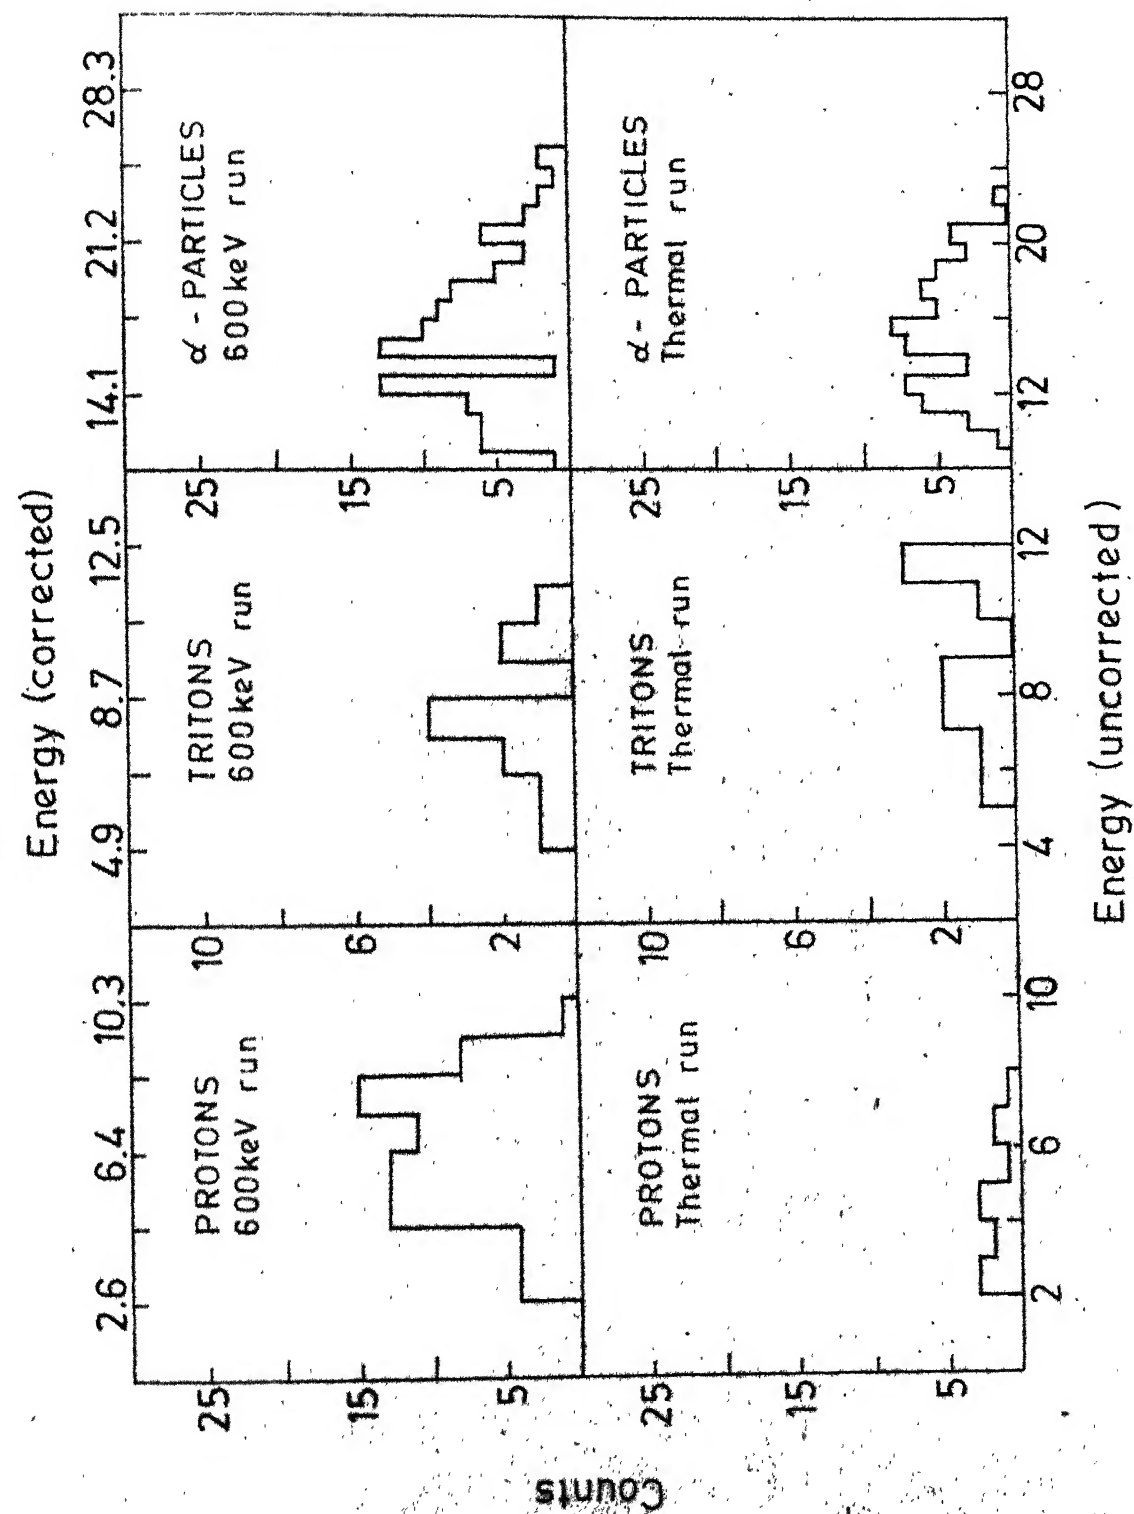 Energy (corrected)
2.6 6.4 10.3 4.9 8.7 12.5 14.1 21.2 28.3
PROTONS
600keV run
TRITONS
600keV run
α - PARTICLES
600keV run
25 10 25
15 6 15
5 2 5
PROTONS
Thermal run
TRITONS
Thermal run
α - PARTICLES
Thermal run
25 10 25
15 6 15
5 2 5
2 6 10 4 8 12 12 20 28
Energy (uncorrected)
Counts